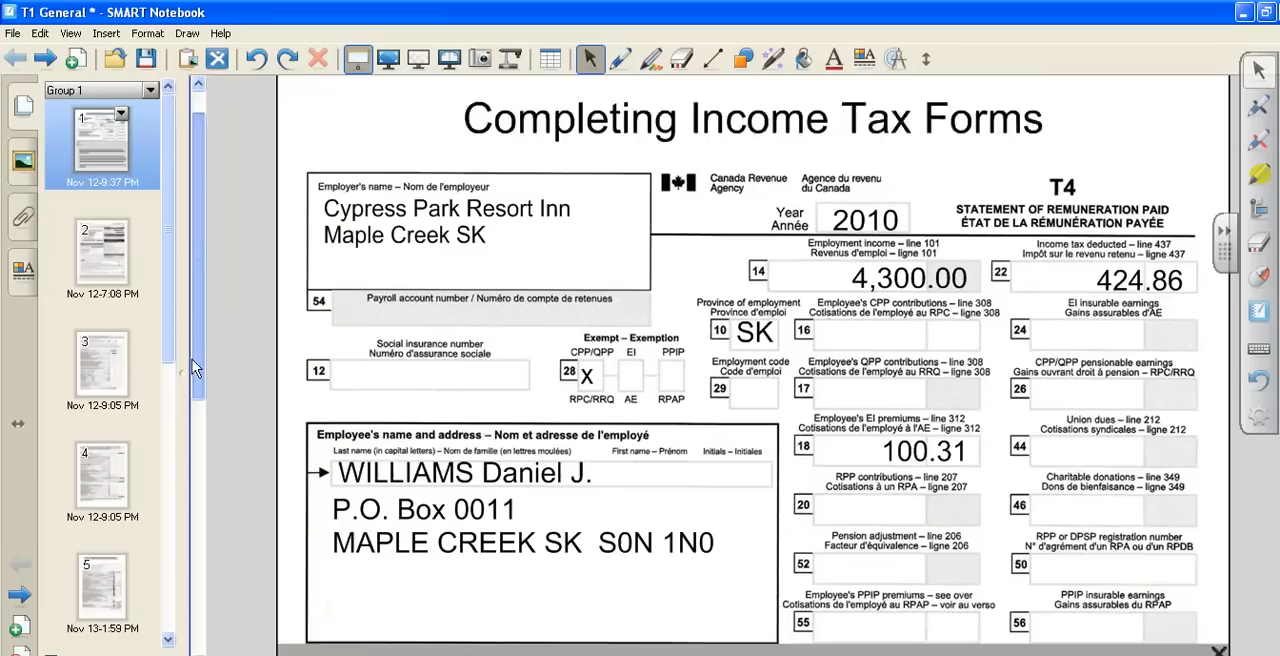 T1 General * - SMART Notebook
File Edit View Insert Format Draw Help
Group 1
1
Nov 12-9:37 PM
2
Nov 12-7:08 PM
3
Nov 12-9:05 PM
4
Nov 12-9:05 PM
5
Nov 13-1:59 PM
Completing Income Tax Forms
Employer's name – Nom de l'employeur
Cypress Park Resort Inn
Maple Creek SK
Canada Revenue Agency
Agence du revenu du Canada
T4
Year
Année
2010
STATEMENT OF REMUNERATION PAID
ÉTAT DE LA RÉMUNÉRATION PAYÉE
Employment income – line 101
Revenus d'emploi – ligne 101
14 4,300.00
Income tax deducted – line 437
Impôt sur le revenu retenu – ligne 437
22 424.86
54
Payroll account number / Numéro de compte de retenues
Province of employment
Province d'emploi
10 SK
Employee's CPP contributions – line 308
Cotisations de l'employé au RPC – ligne 308
16
EI insurable earnings
Gains assurables d'AE
24
Social insurance number
Numéro d'assurance sociale
12
Exempt – Exemption
CPP/QPP EI PPIP
28 X
RPC/RRQ AE RPAP
Employment code
Code d'emploi
29
Employee's QPP contributions – line 308
Cotisations de l'employé au RRQ – ligne 308
17
CPP/QPP pensionable earnings
Gains ouvrant droit à pension – RPC/RRQ
26
Employee's EI premiums – line 312
Cotisations de l'employé à l'AE – ligne 312
18 100.31
Union dues – line 212
Cotisations syndicales – ligne 212
44
Employee's name and address – Nom et adresse de l'employé
Last name (in capital letters) – Nom de famille (en lettres moulées) First name – Prénom Initials – Initiales
WILLIAMS Daniel J.
P.O. Box 0011
MAPLE CREEK SK S0N 1N0
RPP contributions – line 207
Cotisations à un RPA – ligne 207
20
Charitable donations – line 349
Dons de bienfaisance – ligne 349
46
Pension adjustment – line 206
Facteur d'équivalence – ligne 206
52
RPP or DPSP registration number
N° d'agrément d'un RPA ou d'un RPDB
50
Employee's PPIP premiums – see over
Cotisations de l'employé au RPAP – voir au verso
55
PPIP insurable earnings
Gains assurables du RPAP
56